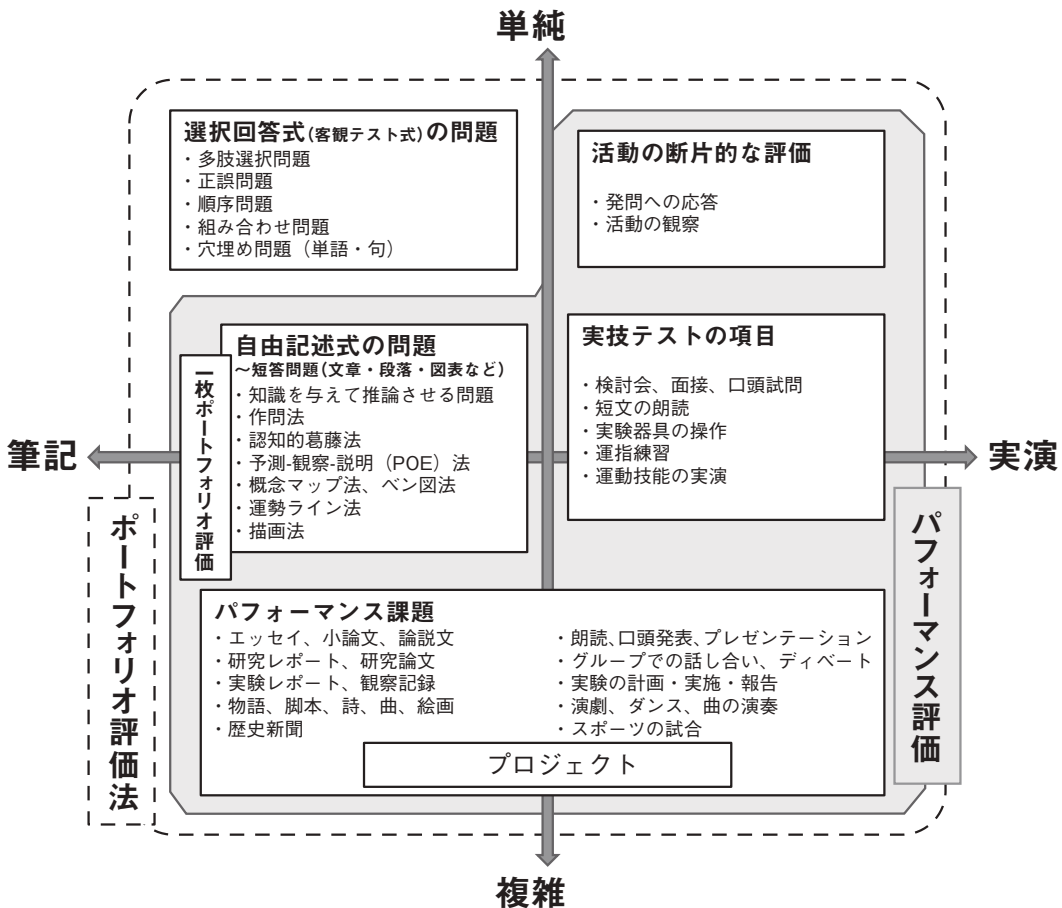 単純
選択回答式(客観テスト式)の問題
・多肢選択問題
・正誤問題
・順序問題
・組み合わせ問題
・穴埋め問題（単語・句）
活動の断片的な評価
・発問への応答
・活動の観察
自由記述式の問題
～短答問題(文章・段落・図表など)
・知識を与えて推論させる問題
・作問法
・認知的葛藤法
・予測-観察-説明（POE）法
・概念マップ法、ベン図法
・運勢ライン法
・描画法
一枚ポートフォリオ評価
実技テストの項目
・検討会、面接、口頭試問
・短文の朗読
・実験器具の操作
・運指練習
・運動技能の実演
筆記
実演
ポートフォリオ評価法
パフォーマンス評価
パフォーマンス課題
・エッセイ、小論文、論説文
・研究レポート、研究論文
・実験レポート、観察記録
・物語、脚本、詩、曲、絵画
・歴史新聞
・朗読、口頭発表、プレゼンテーション
・グループでの話し合い、ディベート
・実験の計画・実施・報告
・演劇、ダンス、曲の演奏
・スポーツの試合
プロジェクト
複雑